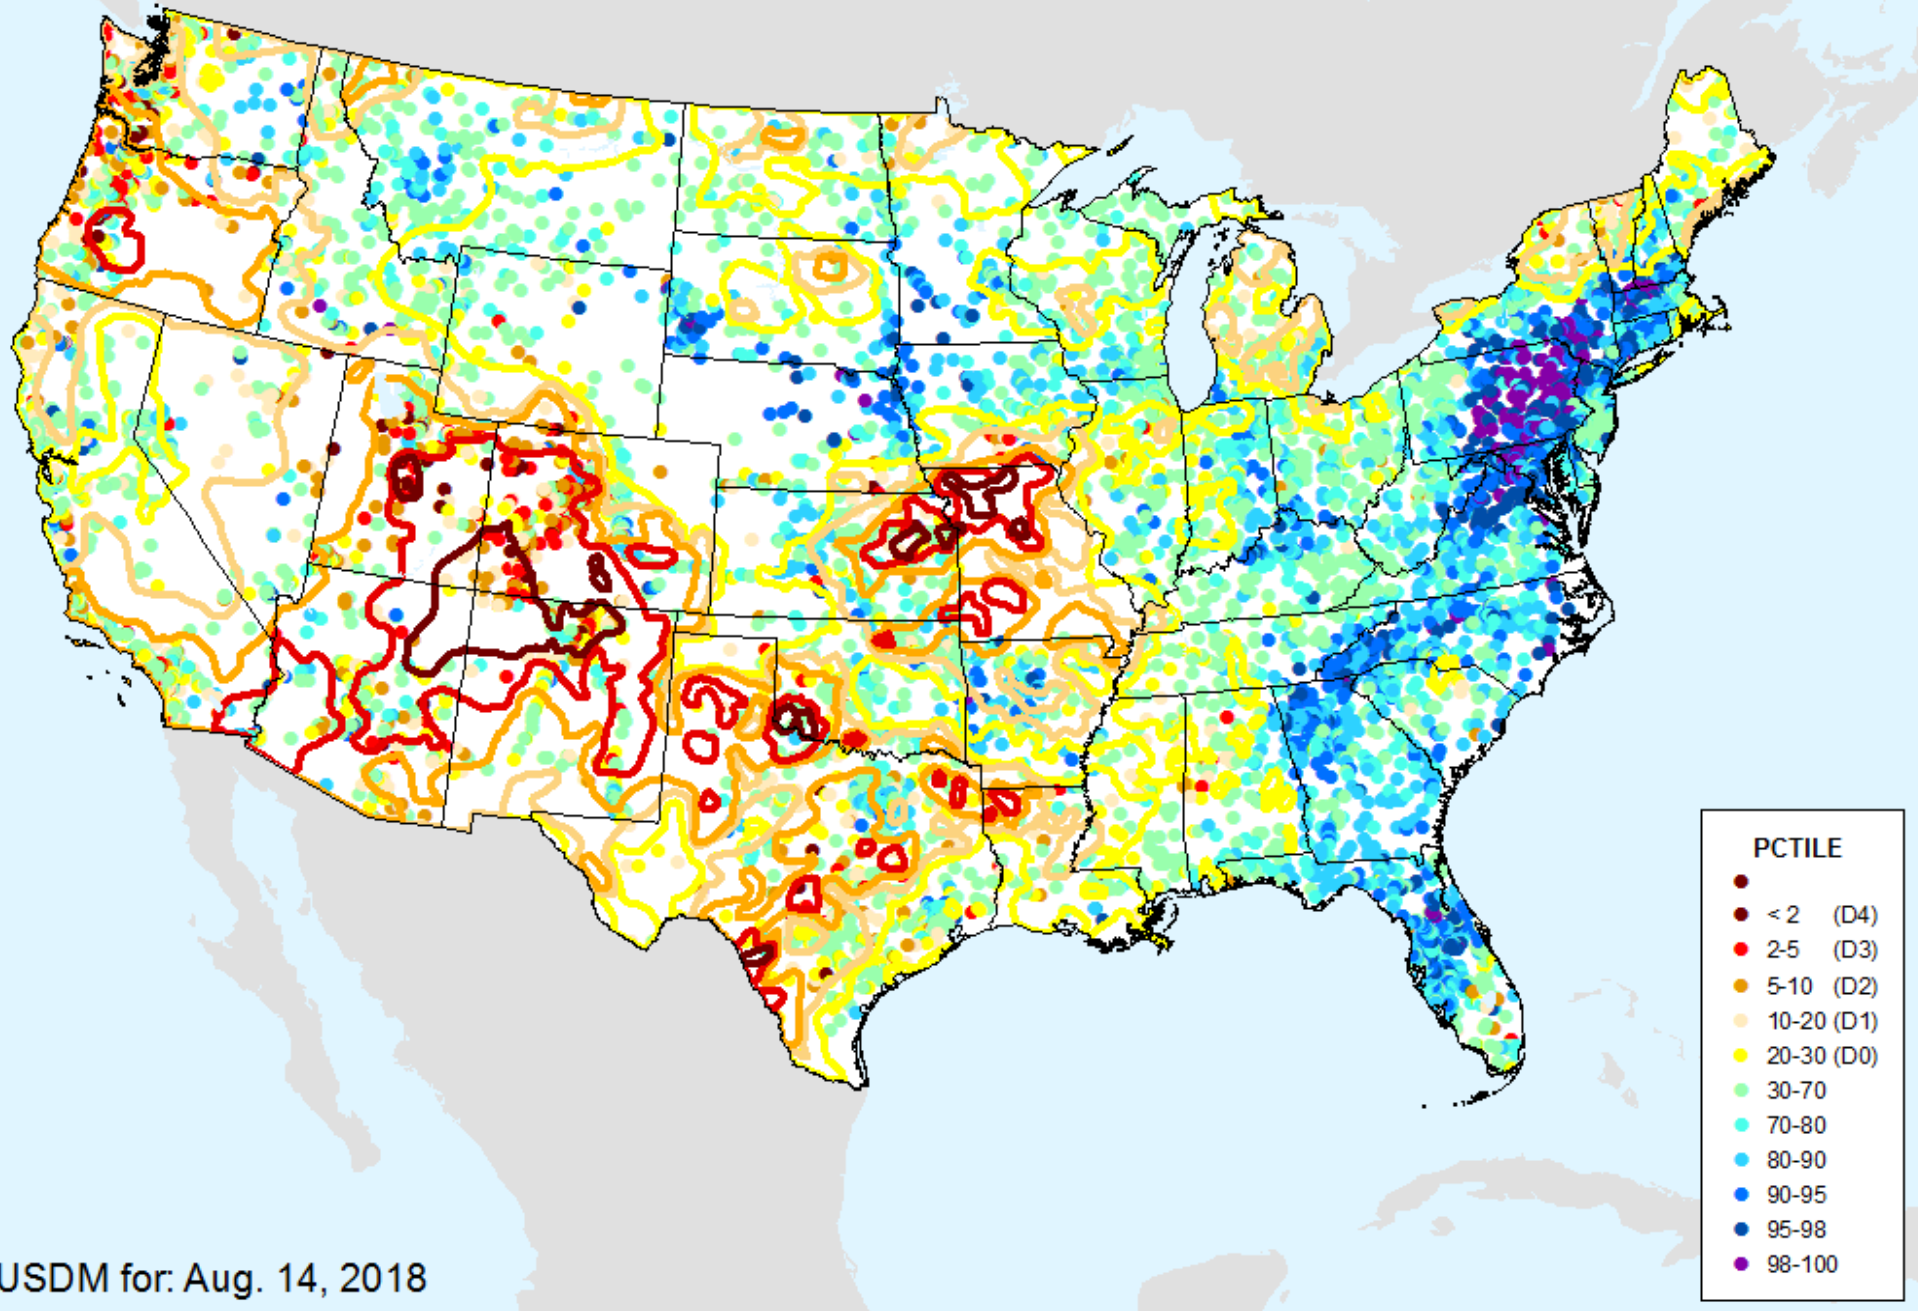 PCTILE
< 2 (D4)
2-5 (D3)
5-10 (D2)
10-20 (D1)
20-30 (D0)
30-70
70-80
80-90
90-95
95-98
98-100
USDM for: Aug. 14, 2018